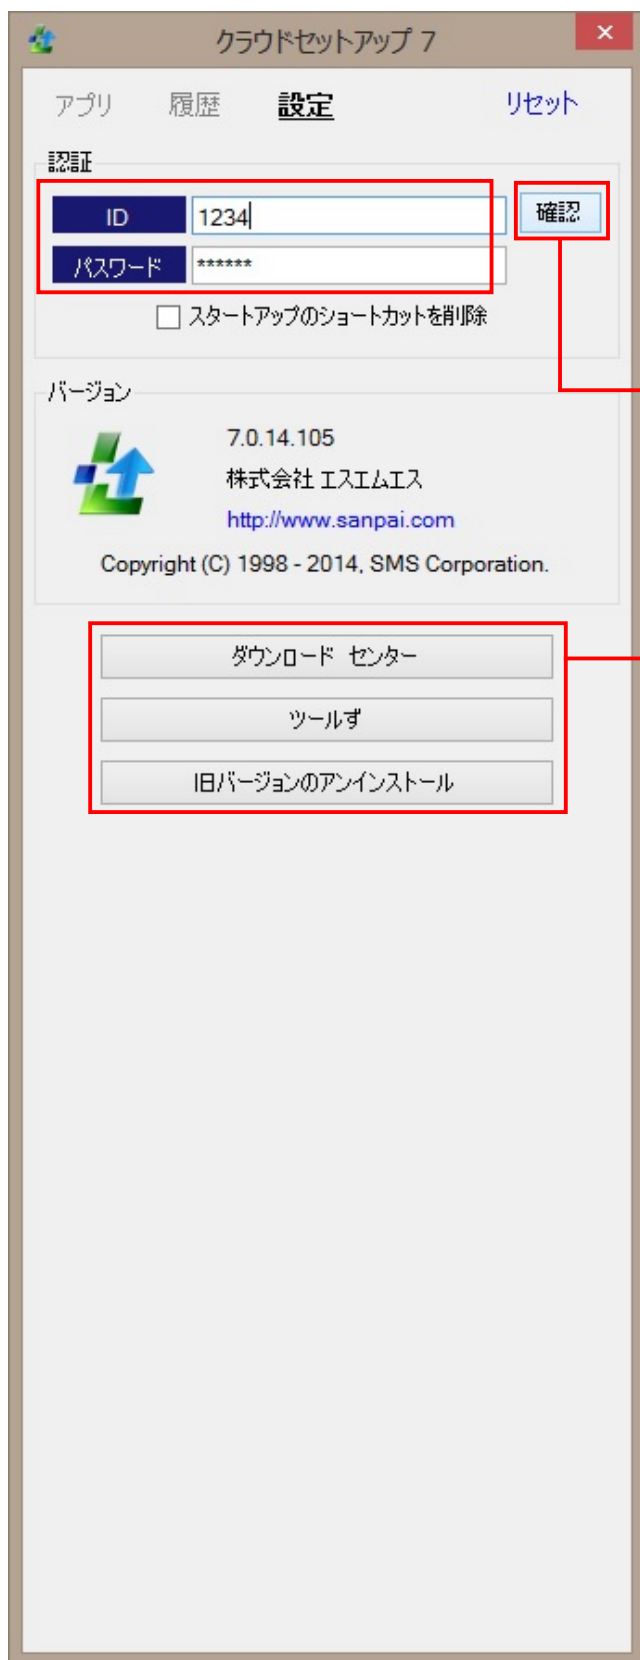 クラウドセットアップ 7
アプリ 履歴 設定 リセット
認証
ID 1234 確認
パスワード ******
スタートアップのショートカットを削除
バージョン
7.0.14.105
株式会社 エスエムエス
http://www.sanpai.com
Copyright (C) 1998 - 2014, SMS Corporation.
ダウンロード センター
ツールず
旧バージョンのアンインストール